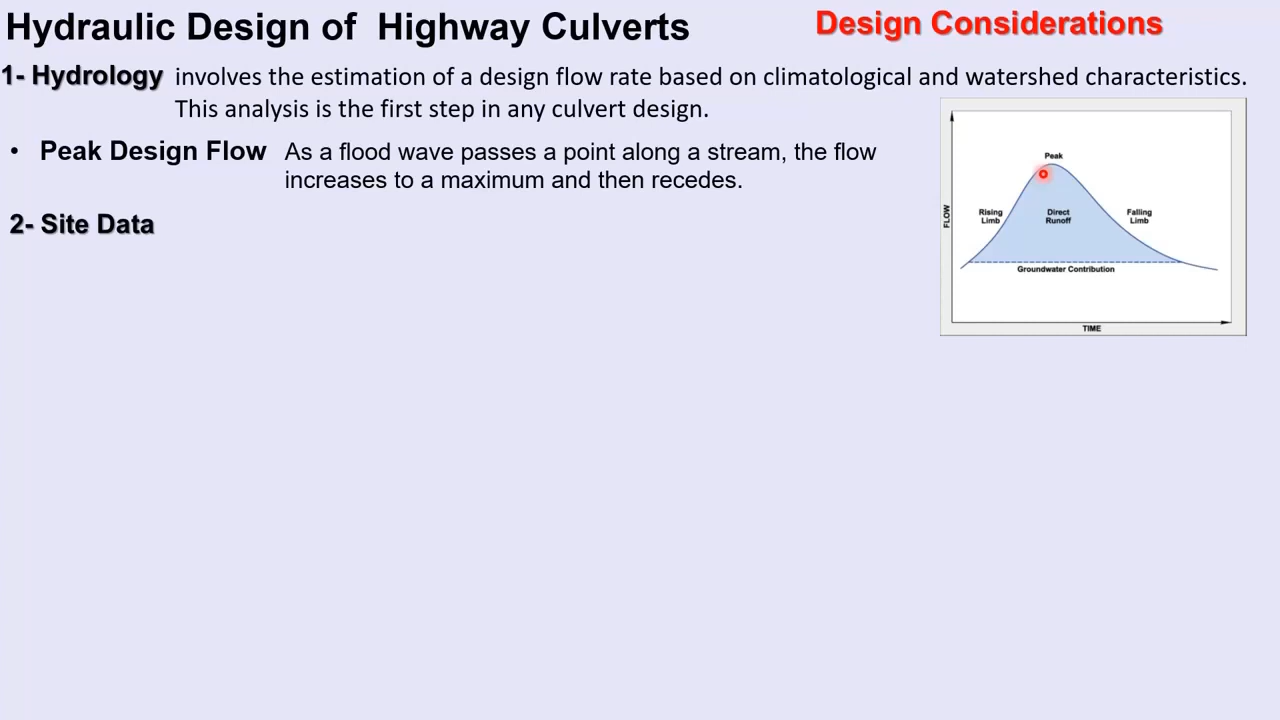 Hydraulic Design of Highway Culverts
Design Considerations
1- Hydrology involves the estimation of a design flow rate based on climatological and watershed characteristics.
This analysis is the first step in any culvert design.
• Peak Design Flow As a flood wave passes a point along a stream, the flow
increases to a maximum and then recedes.
2- Site Data
Peak
Rising
Limb
Direct
Runoff
Falling
Limb
FLOW
Groundwater Contribution
TIME